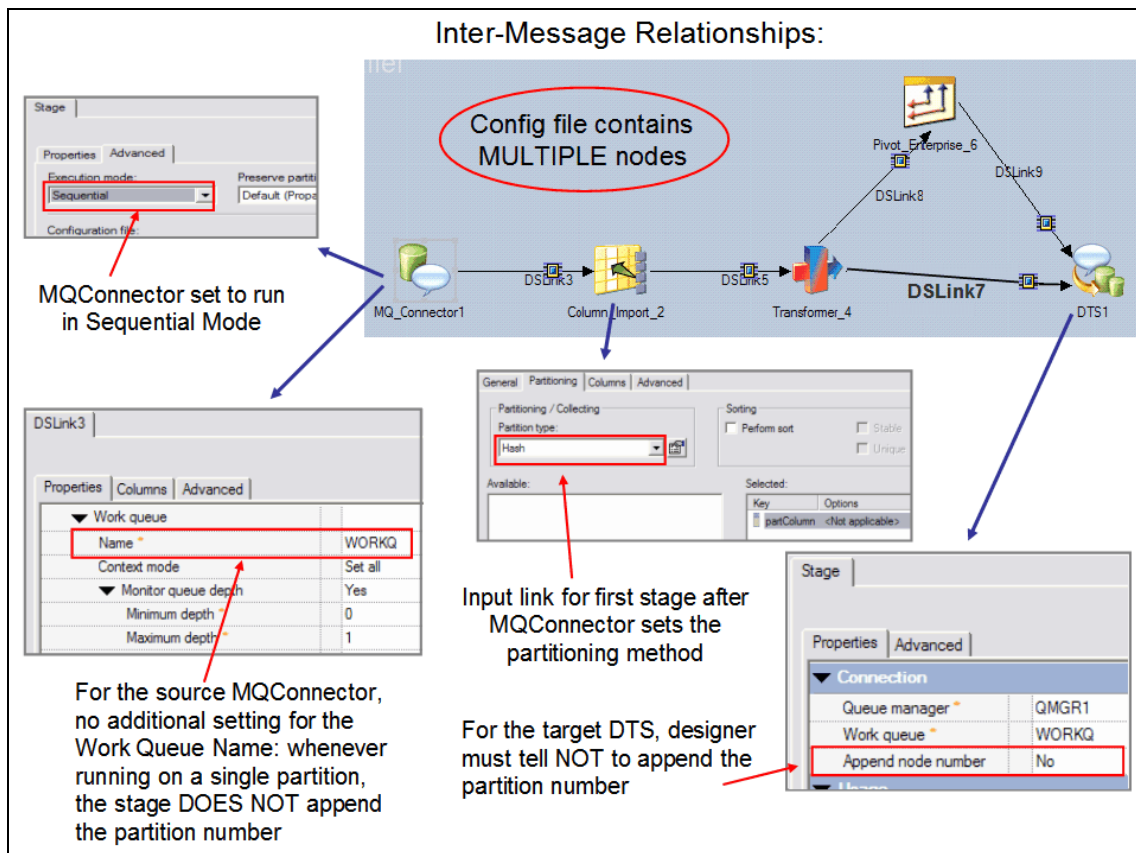 Inter-Message Relationships:
Config file contains
MULTIPLE nodes
Pivot_Enterprise_6
DSLink8
DSLink9
DSLink3
DSLink5
DSLink7
MQ_Connector1
Column_Import_2
Transformer_4
DTS1
Stage
Properties
Advanced
Execution mode:
Preserve partiti
Sequential
Default (Propa
Configuration file:
MQConnector set to run
in Sequential Mode
DSLink3
Properties Columns Advanced
Work queue
Name * WORKQ
Context mode Set all
Monitor queue depth Yes
Minimum depth * 0
Maximum depth * 1
For the source MQConnector,
no additional setting for the
Work Queue Name: whenever
running on a single partition,
the stage DOES NOT append
the partition number
General Partitioning Columns Advanced
Partitioning / Collecting
Partition type:
Hash
Sorting
Perform sort
Stable
Unique
Available:
Selected:
Key Options
partColumn <Not applicable>
Input link for first stage after
MQConnector sets the
partitioning method
For the target DTS, designer
must tell NOT to append the
partition number
Stage
Properties Advanced
Connection
Queue manager * QMGR1
Work queue * WORKQ
Append node number No